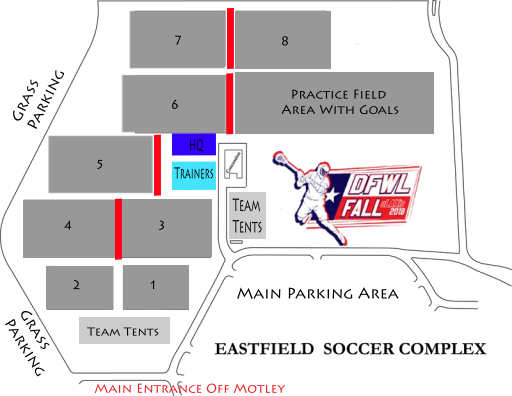 7
8
GRASS
PARKING
6
PRACTICE FIELD
AREA WITH GOALS
HQ
5
TRAINERS
DFWL
FALL
2018
TEAM
TENTS
4
3
2
1
MAIN PARKING AREA
GRASS
PARKING
TEAM TENTS
EASTFIELD SOCCER COMPLEX
MAIN ENTRANCE OFF MOTLEY